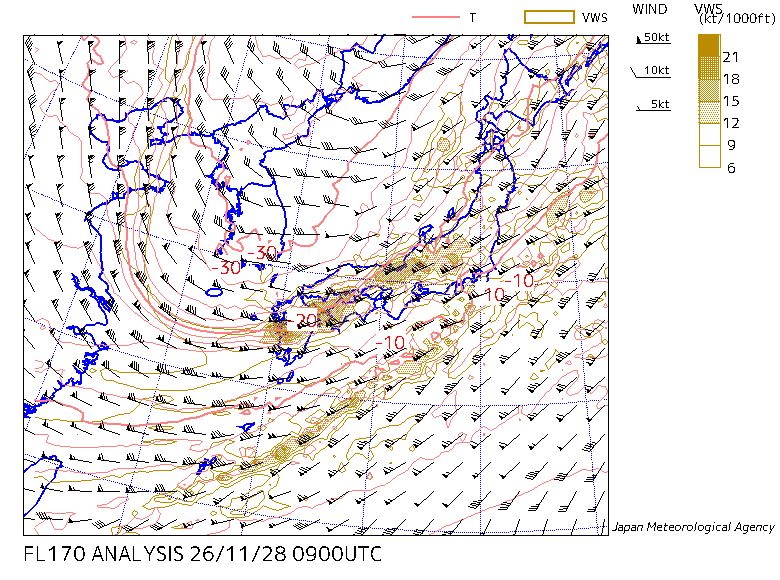 T
VWS
WIND
VWS
(kt/1000ft)
50kt
10kt
5kt
21
18
15
12
9
6
-30
-30
-20
-10
-10
-10
Japan Meteorological Agency
FL170 ANALYSIS 26/11/28 0900UTC